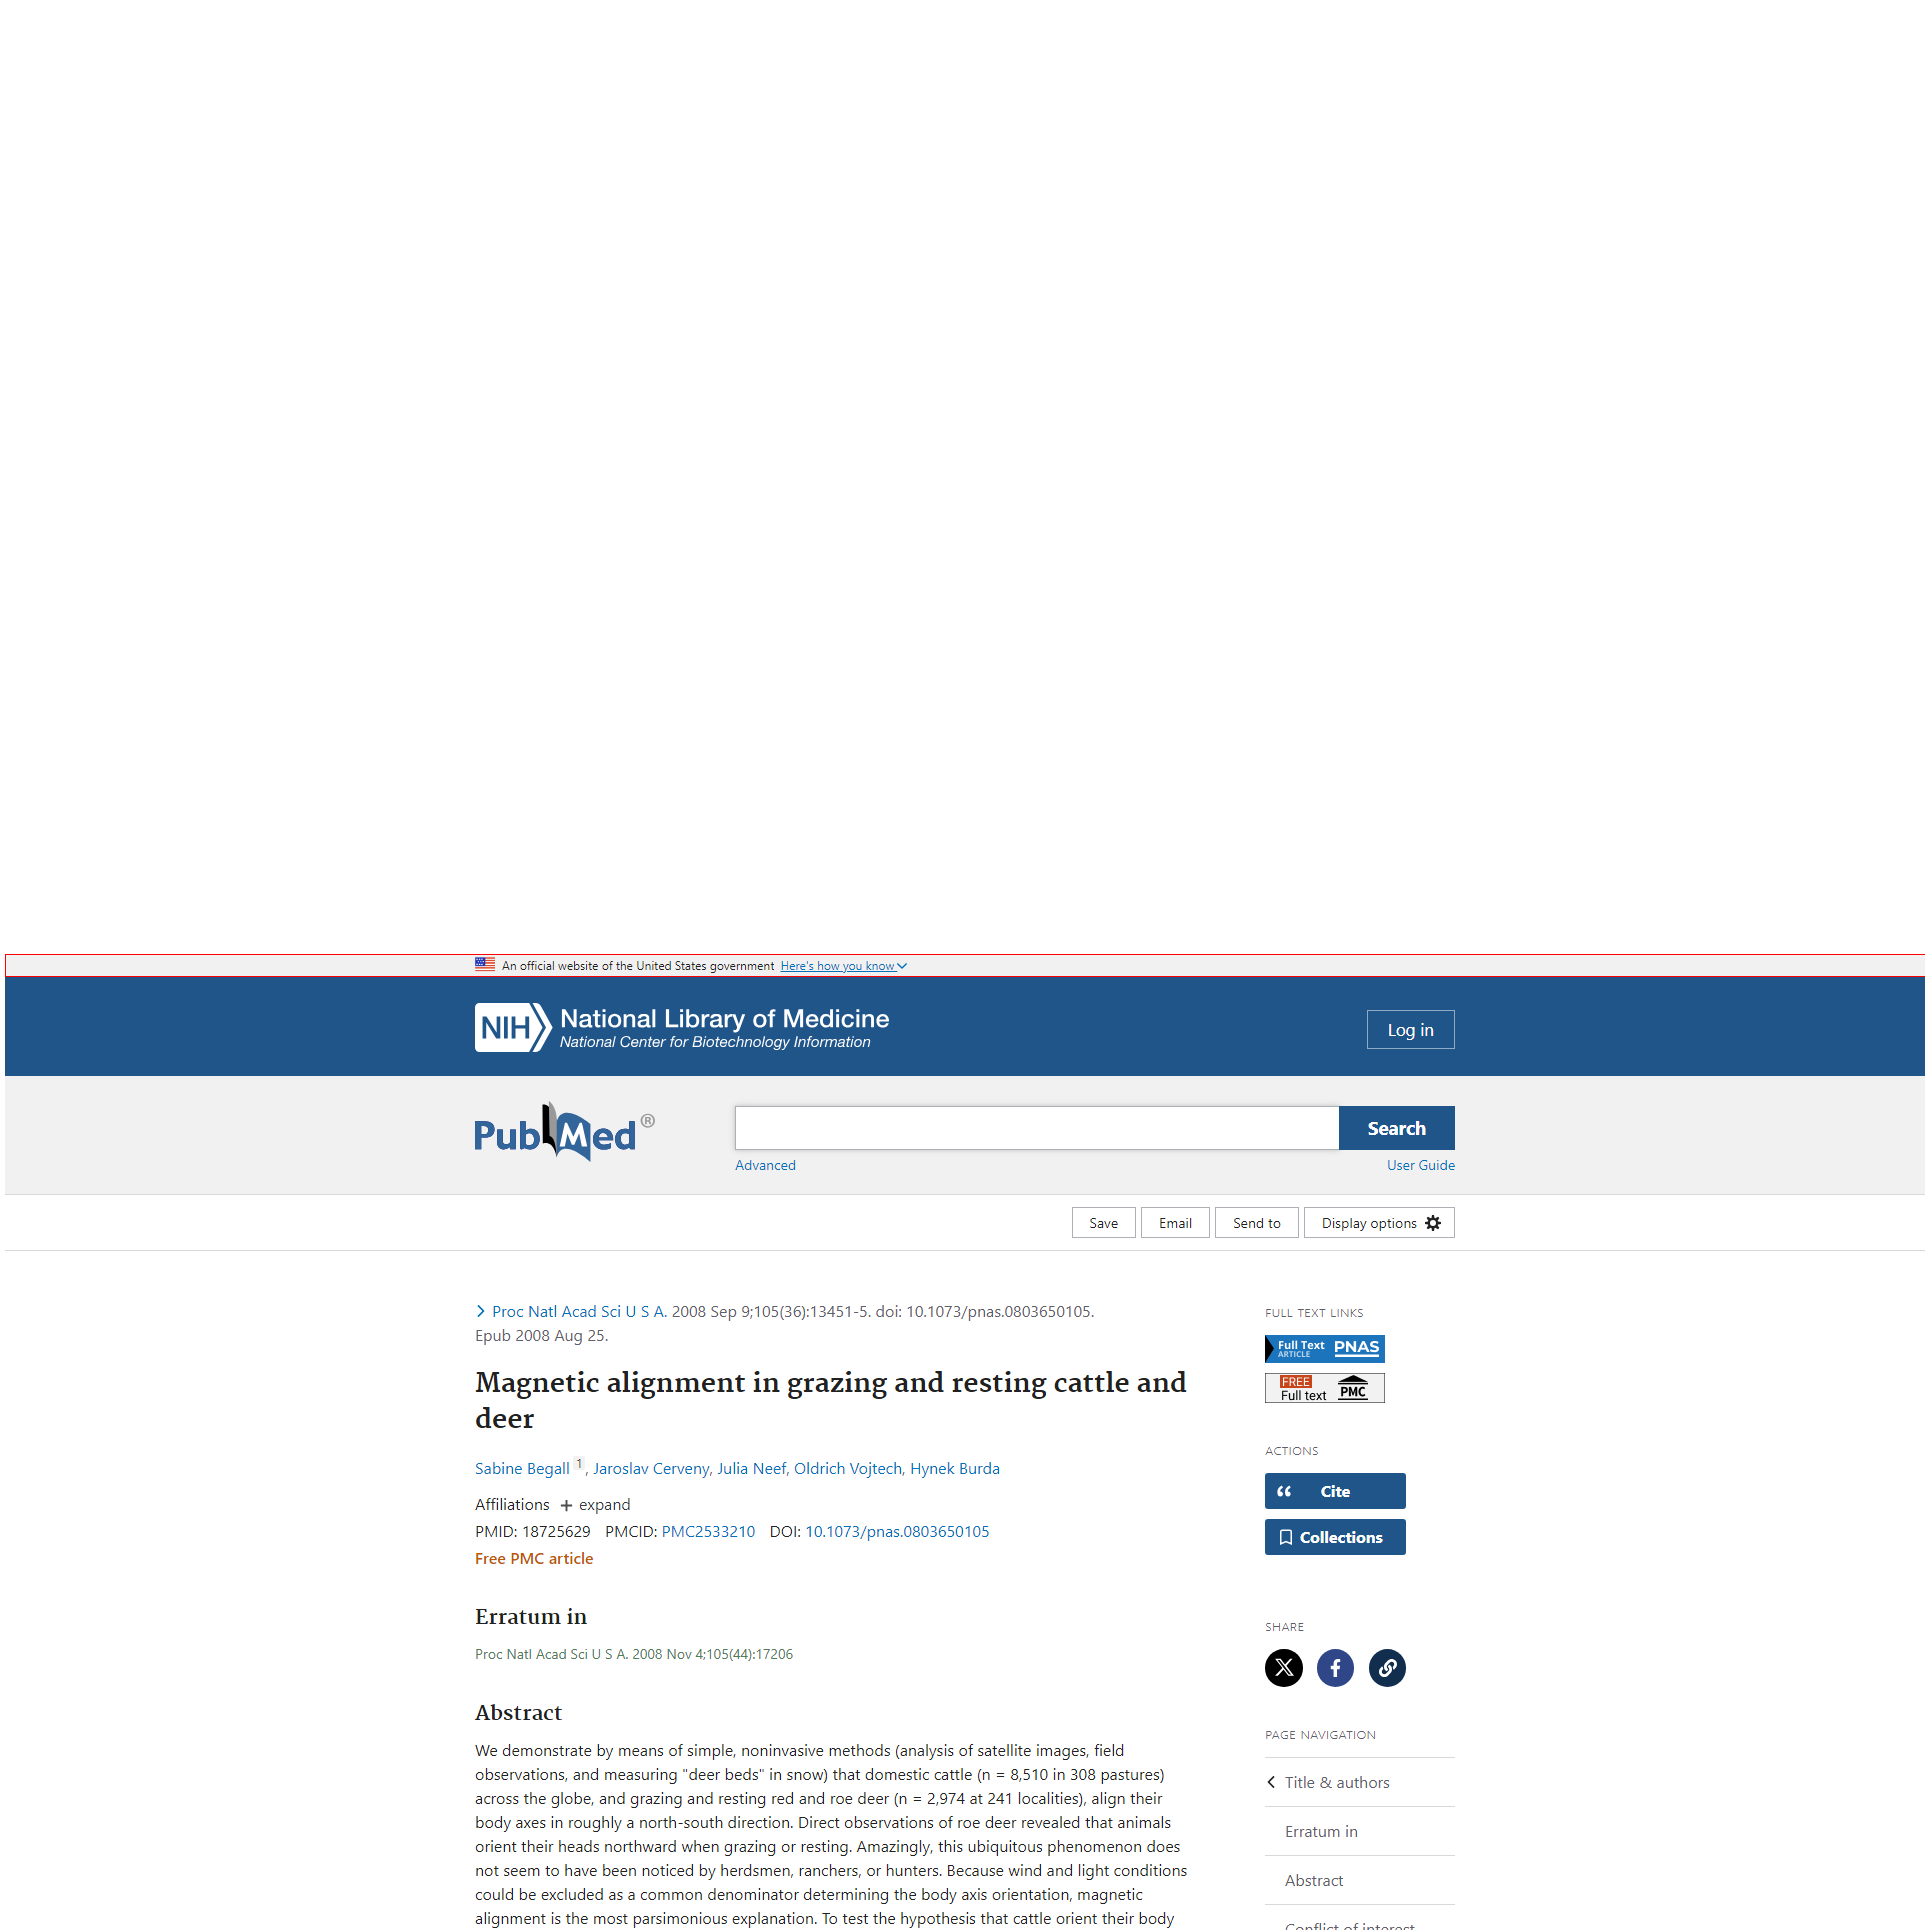 An official website of the United States government Here's how you know
NIH National Library of Medicine
National Center for Biotechnology Information
Log in
PubMed®
Search
Advanced
User Guide
Save
Email
Send to
Display options
Proc Natl Acad Sci U S A. 2008 Sep 9;105(36):13451-5. doi: 10.1073/pnas.0803650105.
Epub 2008 Aug 25.
Magnetic alignment in grazing and resting cattle and
deer
Sabine Begall 1, Jaroslav Cerveny, Julia Neef, Oldrich Vojtech, Hynek Burda
Affiliations + expand
PMID: 18725629 PMCID: PMC2533210 DOI: 10.1073/pnas.0803650105
Free PMC article
Erratum in
Proc Natl Acad Sci U S A. 2008 Nov 4;105(44):17206
Abstract
We demonstrate by means of simple, noninvasive methods (analysis of satellite images, field
observations, and measuring "deer beds" in snow) that domestic cattle (n = 8,510 in 308 pastures)
across the globe, and grazing and resting red and roe deer (n = 2,974 at 241 localities), align their
body axes in roughly a north-south direction. Direct observations of roe deer revealed that animals
orient their heads northward when grazing or resting. Amazingly, this ubiquitous phenomenon does
not seem to have been noticed by herdsmen, ranchers, or hunters. Because wind and light conditions
could be excluded as a common denominator determining the body axis orientation, magnetic
alignment is the most parsimonious explanation. To test the hypothesis that cattle orient their body
FULL TEXT LINKS
Full Text
ARTICLE
PNAS
FREE
Full text
PMC
ACTIONS
Cite
Collections
SHARE
PAGE NAVIGATION
Title & authors
Erratum in
Abstract
Conflict of interest